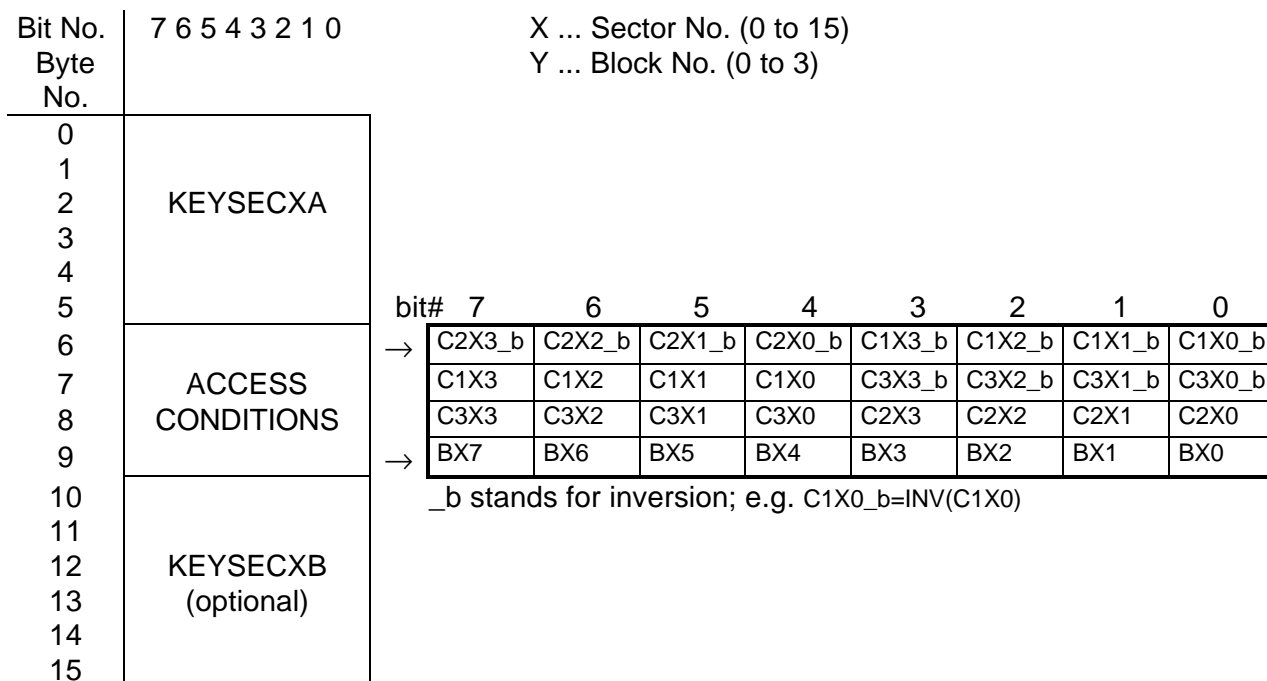 Bit No. 7 6 5 4 3 2 1 0 X ... Sector No. (0 to 15)
Byte Y ... Block No. (0 to 3)
No.
0
1
2 KEYSECXA
3
4
5 bit# 7 6 5 4 3 2 1 0
6 → C2X3_b C2X2_b C2X1_b C2X0_b C1X3_b C1X2_b C1X1_b C1X0_b
7 ACCESS C1X3 C1X2 C1X1 C1X0 C3X3_b C3X2_b C3X1_b C3X0_b
8 CONDITIONS C3X3 C3X2 C3X1 C3X0 C2X3 C2X2 C2X1 C2X0
9 → BX7 BX6 BX5 BX4 BX3 BX2 BX1 BX0
10 _b stands for inversion; e.g. C1X0_b=INV(C1X0)
11
12 KEYSECXB
13 (optional)
14
15